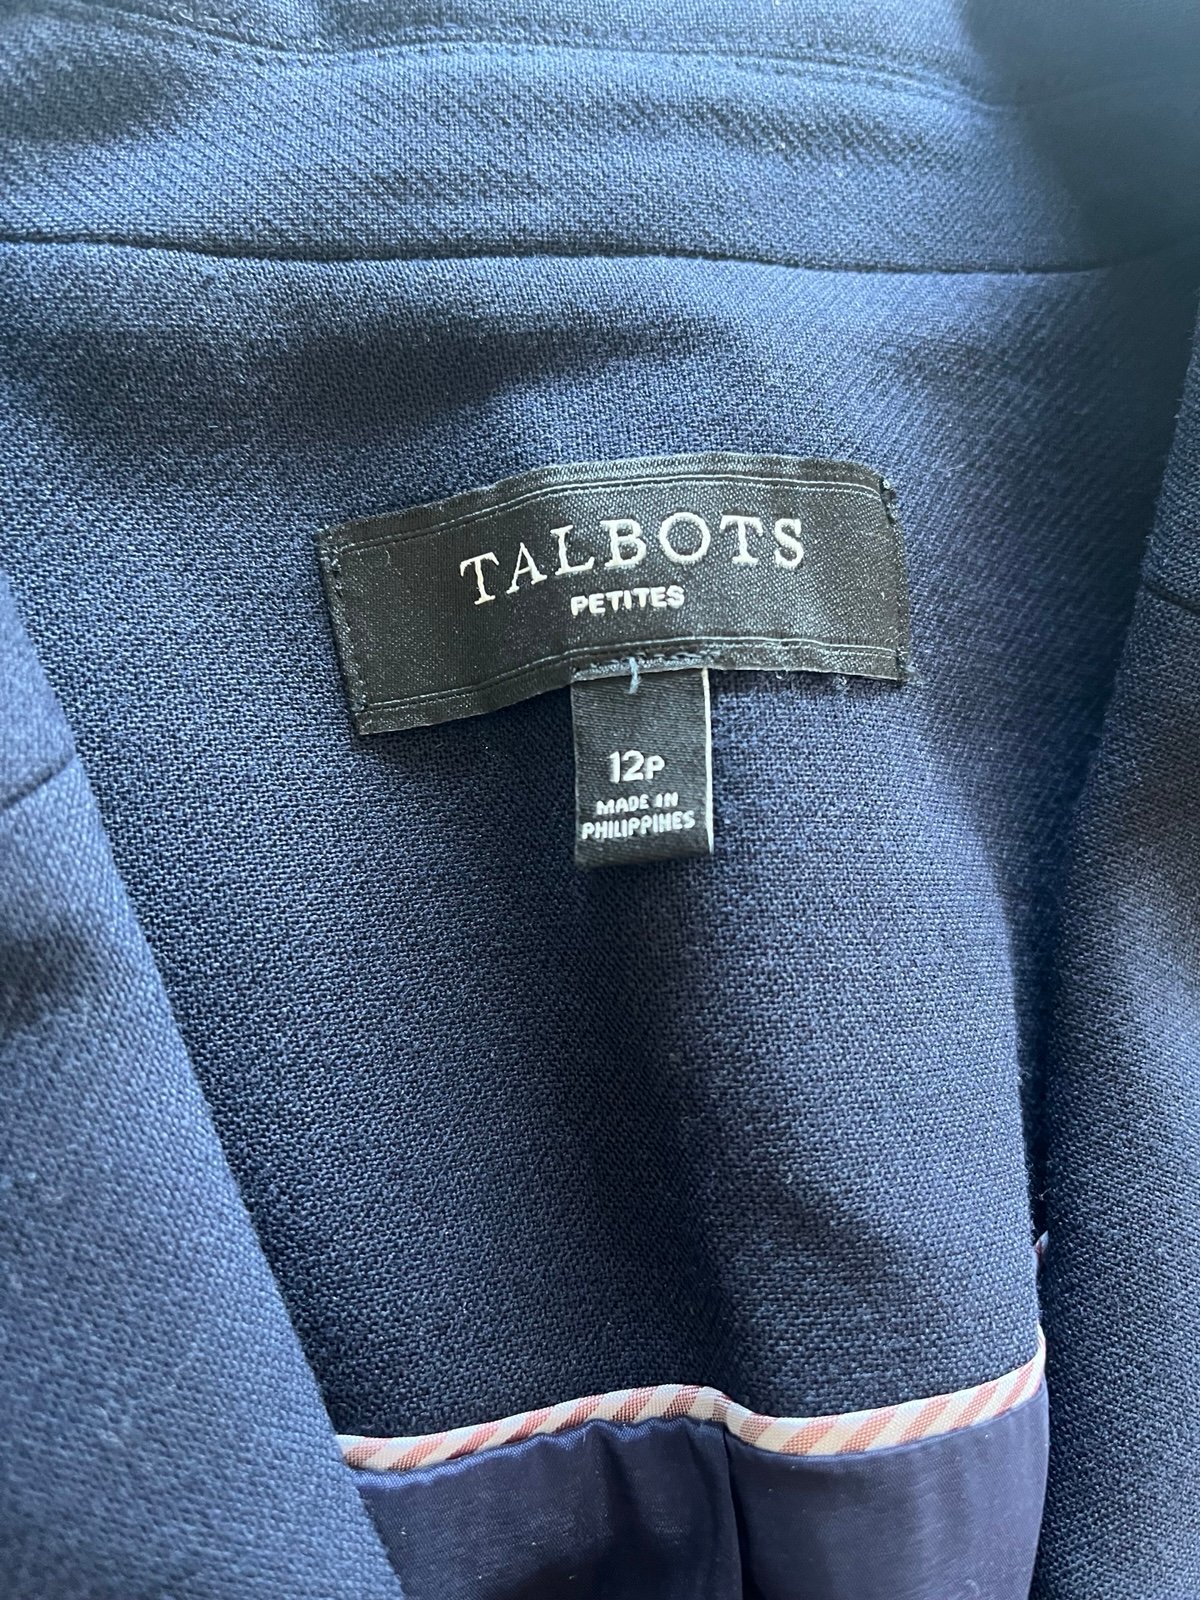 TALBOTS
PETITES
12P
MADE IN
PHILIPPINES